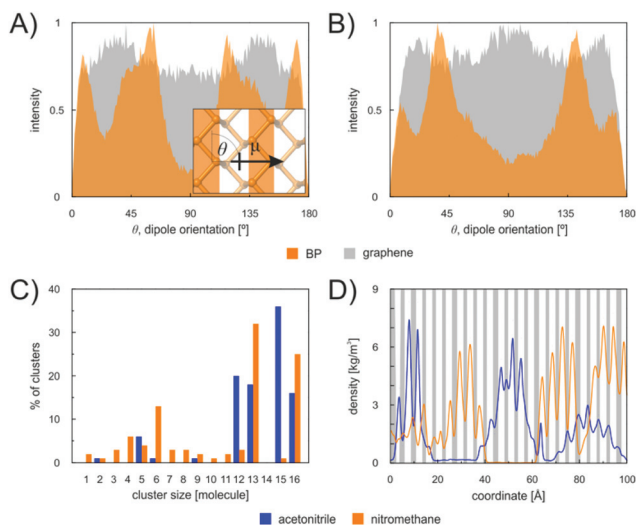 A)
B)
1
0.5
0
intensity
0 45 90 135 180
θ, dipole orientation [º]
θ
μ
1
0.5
0
intensity
0 45 90 135 180
θ, dipole orientation [º]
BP graphene
C)
D)
40
30
20
10
0
% of clusters
1 2 3 4 5 6 7 8 9 10 11 12 13 14 15 16
cluster size [molecule]
9
6
3
0
density [kg/m³]
0 20 40 60 80 100
coordinate [Å]
acetonitrile nitromethane